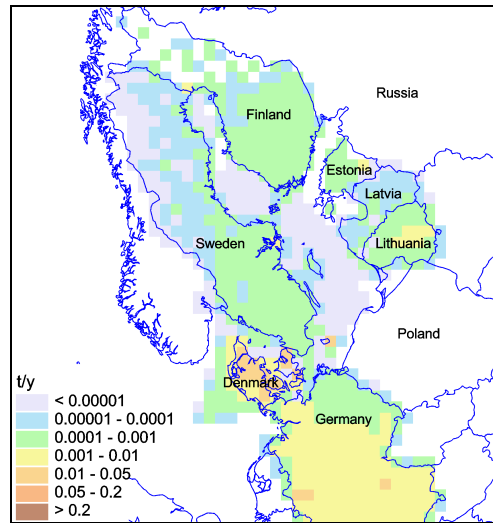 Russia
Finland
Estonia
Latvia
Sweden
Lithuania
Poland
Denmark
Germany
t/y
< 0.00001
0.00001 - 0.0001
0.0001 - 0.001
0.001 - 0.01
0.01 - 0.05
0.05 - 0.2
> 0.2